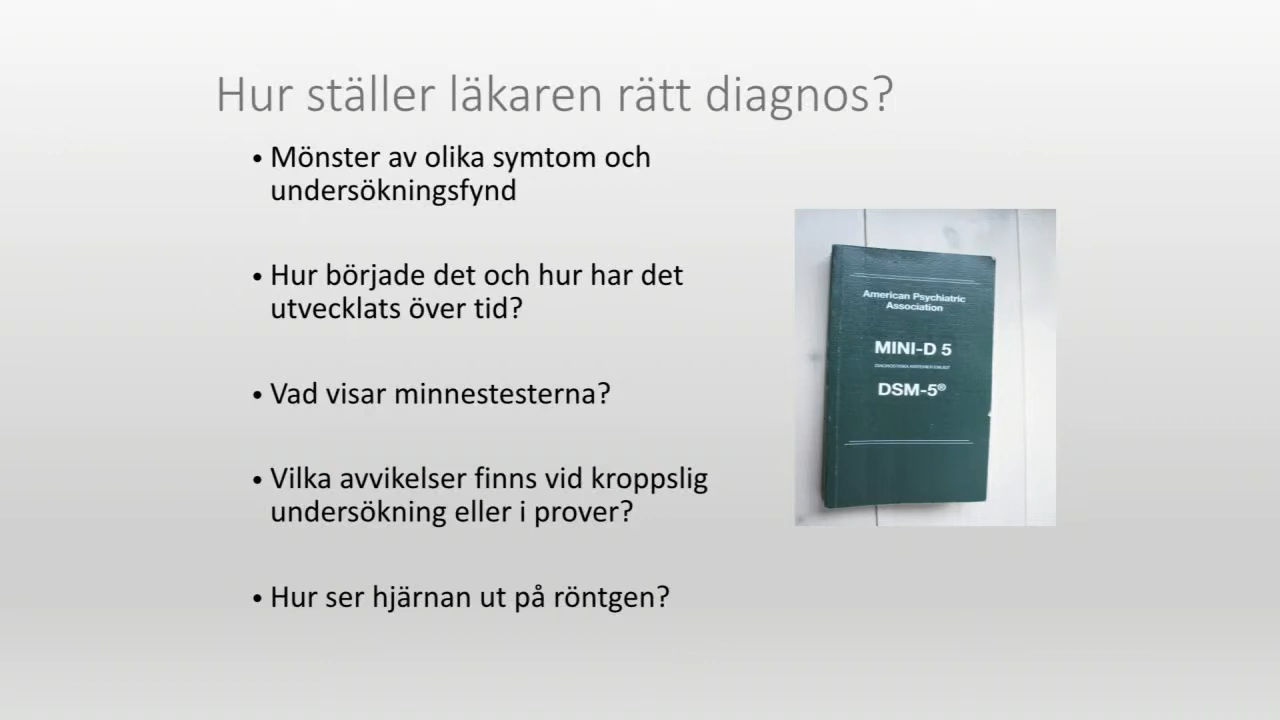 Hur ställer läkaren rätt diagnos?
• Mönster av olika symtom och
undersökningsfynd
• Hur började det och hur har det
utvecklats över tid?
• Vad visar minnestesterna?
• Vilka avvikelser finns vid kroppslig
undersökning eller i prover?
• Hur ser hjärnan ut på röntgen?
American Psychiatric
Association
MINI-D 5
DSM-5®